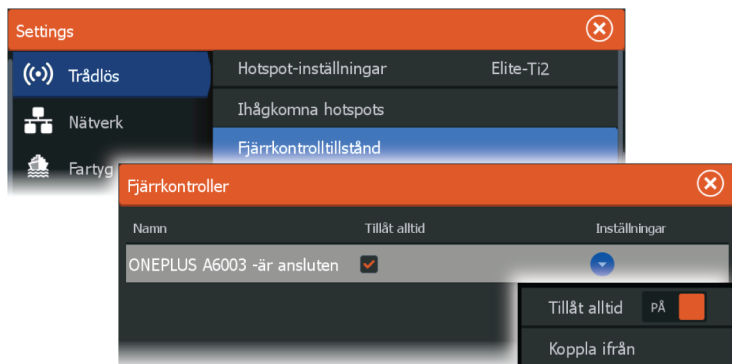 Settings
Trådlös
Hotspot-inställningar Elite-Ti2
Nätverk
Ihågkomna hotspots
Fjärrkontrolltillstånd
Fartyg
Fjärrkontroller
Namn Tillåt alltid Inställningar
ONEPLUS A6003 -är ansluten
Tillåt alltid PÅ
Koppla ifrån